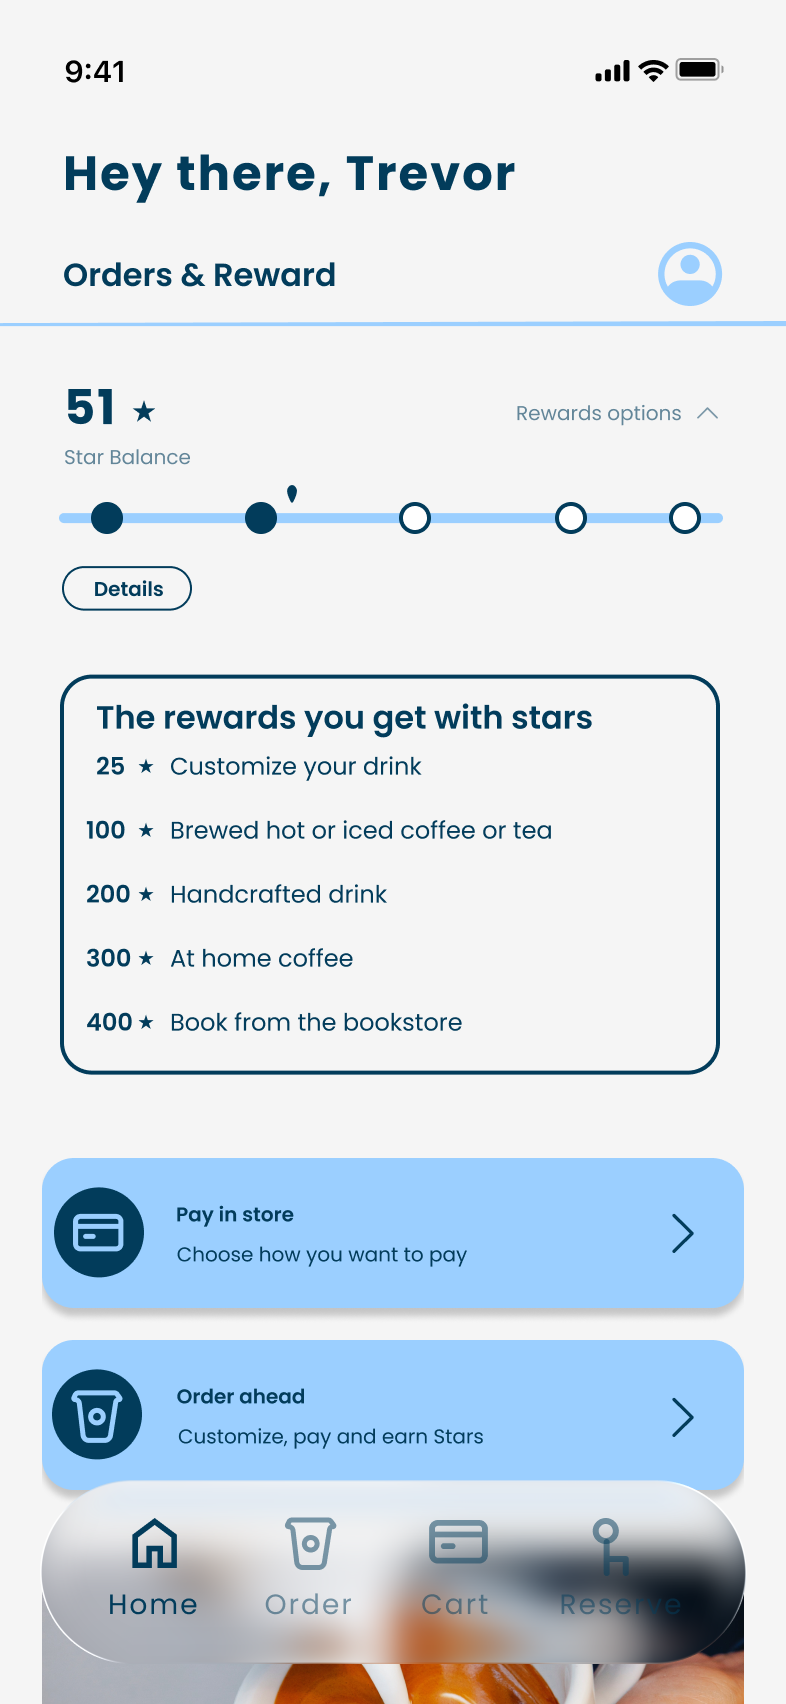 9:41
Hey there, Trevor
Orders & Reward
51 ★
Rewards options
Star Balance
Details
The rewards you get with stars
25 ★ Customize your drink
100 ★ Brewed hot or iced coffee or tea
200 ★ Handcrafted drink
300 ★ At home coffee
400 ★ Book from the bookstore
Pay in store
Choose how you want to pay
Order ahead
Customize, pay and earn Stars
Home Order Cart Reserve